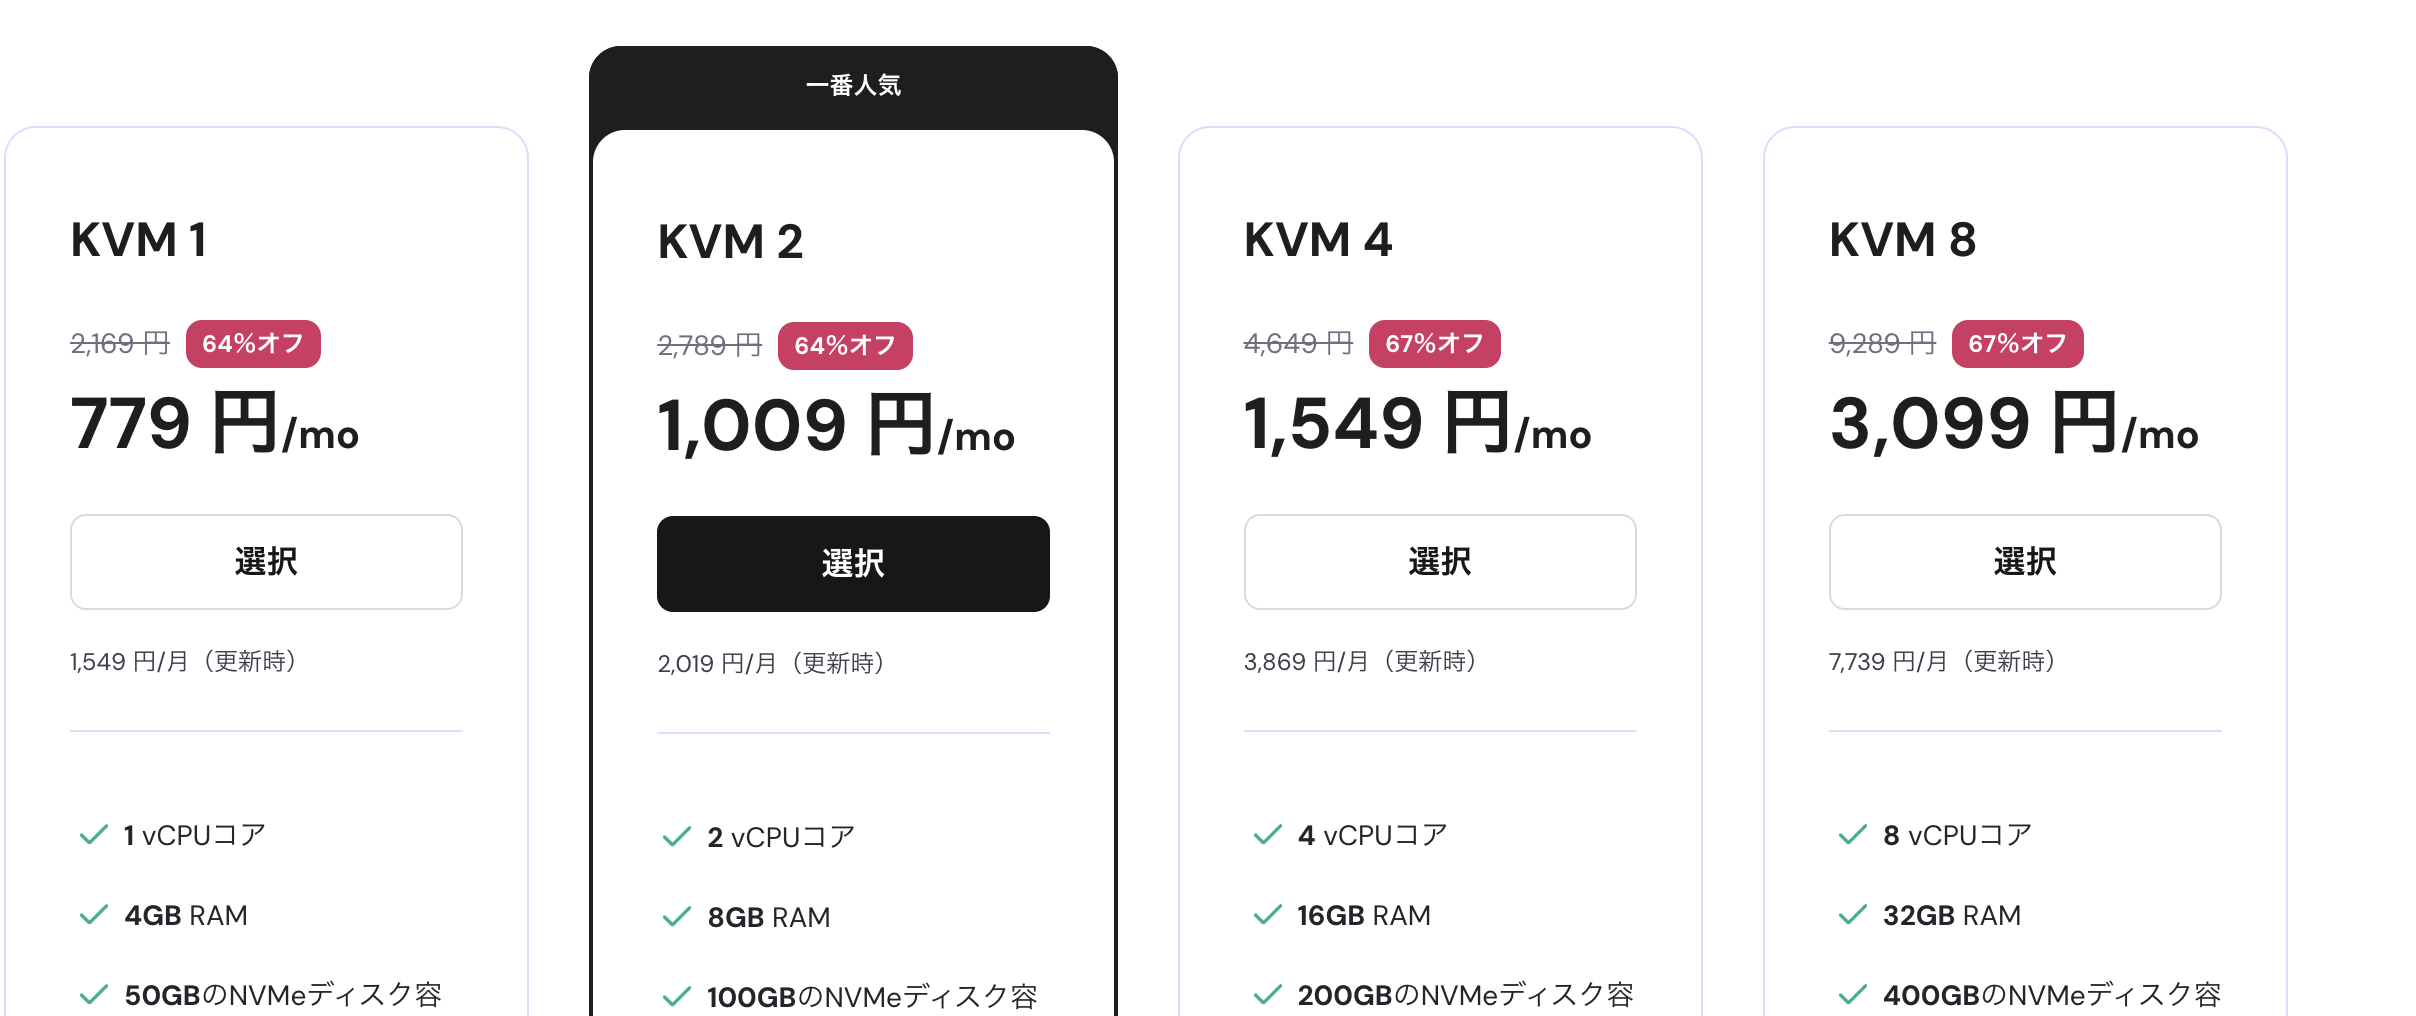 一番人気
KVM 1
2,169 円 64%オフ
779 円/mo
選択
1,549 円/月（更新時）
1 vCPUコア
4GB RAM
50GBのNVMeディスク容
KVM 2
2,789 円 64%オフ
1,009 円/mo
選択
2,019 円/月（更新時）
2 vCPUコア
8GB RAM
100GBのNVMeディスク容
KVM 4
4,649 円 67%オフ
1,549 円/mo
選択
3,869 円/月（更新時）
4 vCPUコア
16GB RAM
200GBのNVMeディスク容
KVM 8
9,289 円 67%オフ
3,099 円/mo
選択
7,739 円/月（更新時）
8 vCPUコア
32GB RAM
400GBのNVMeディスク容